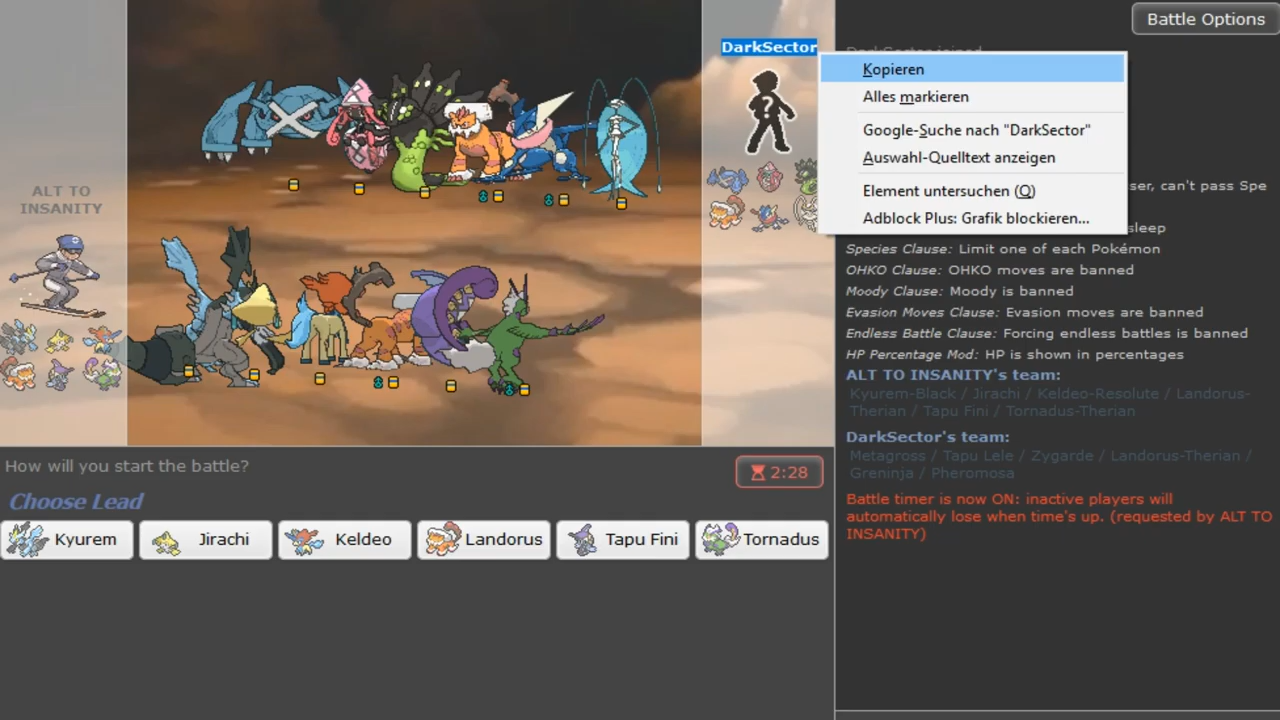 Battle Options
DarkSector
DarkSector joined
Kopieren
Alles markieren
Google-Suche nach "DarkSector"
Auswahl-Quelltext anzeigen
Element untersuchen (Q)
Adblock Plus: Grafik blockieren...
ALT TO
INSANITY
ser, can't pass Spe
sleep
Species Clause: Limit one of each Pokémon
OHKO Clause: OHKO moves are banned
Moody Clause: Moody is banned
Evasion Moves Clause: Evasion moves are banned
Endless Battle Clause: Forcing endless battles is banned
HP Percentage Mod: HP is shown in percentages
ALT TO INSANITY's team:
Kyurem-Black / Jirachi / Keldeo-Resolute / Landorus-
Therian / Tapu Fini / Tornadus-Therian
DarkSector's team:
Metagross / Tapu Lele / Zygarde / Landorus-Therian /
Greninja / Pheromosa
Battle timer is now ON: inactive players will
automatically lose when time's up. (requested by ALT TO
INSANITY)
How will you start the battle?
2:28
Choose Lead
Kyurem
Jirachi
Keldeo
Landorus
Tapu Fini
Tornadus